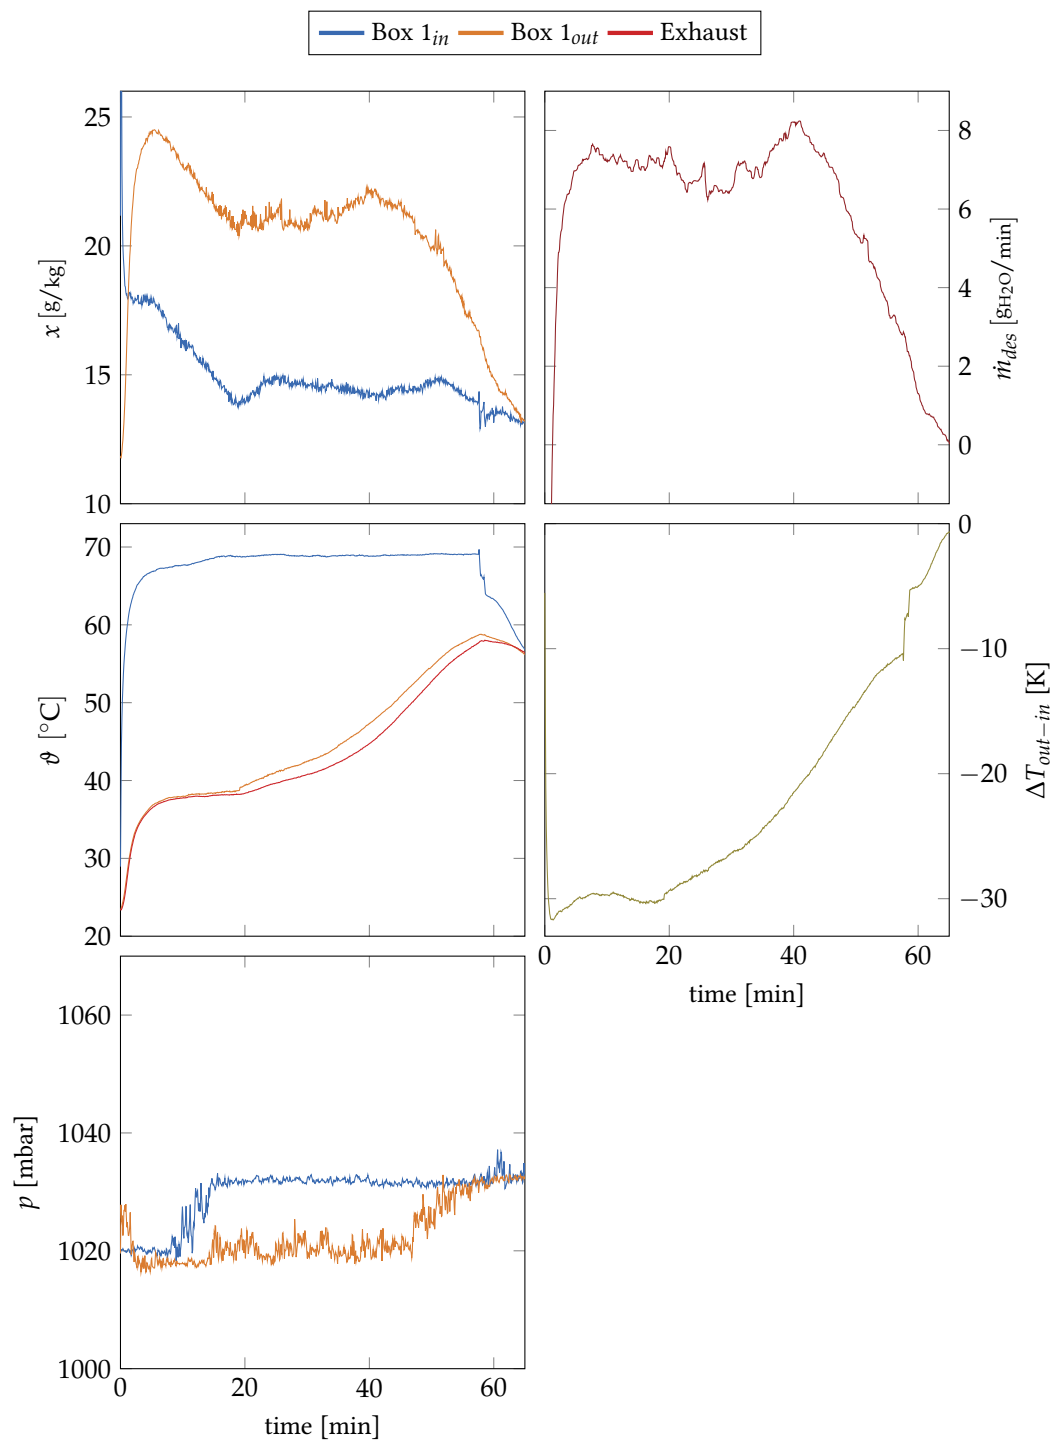 Box 1in Box 1out Exhaust
25
20
15
10
x [g/kg]
8
6
4
2
0
ṁdes [gH2O/min]
70
60
50
40
30
20
ϑ [°C]
0
−10
−20
−30
ΔTout−in [K]
0 20 40 60
time [min]
1060
1040
1020
1000
p [mbar]
0 20 40 60
time [min]